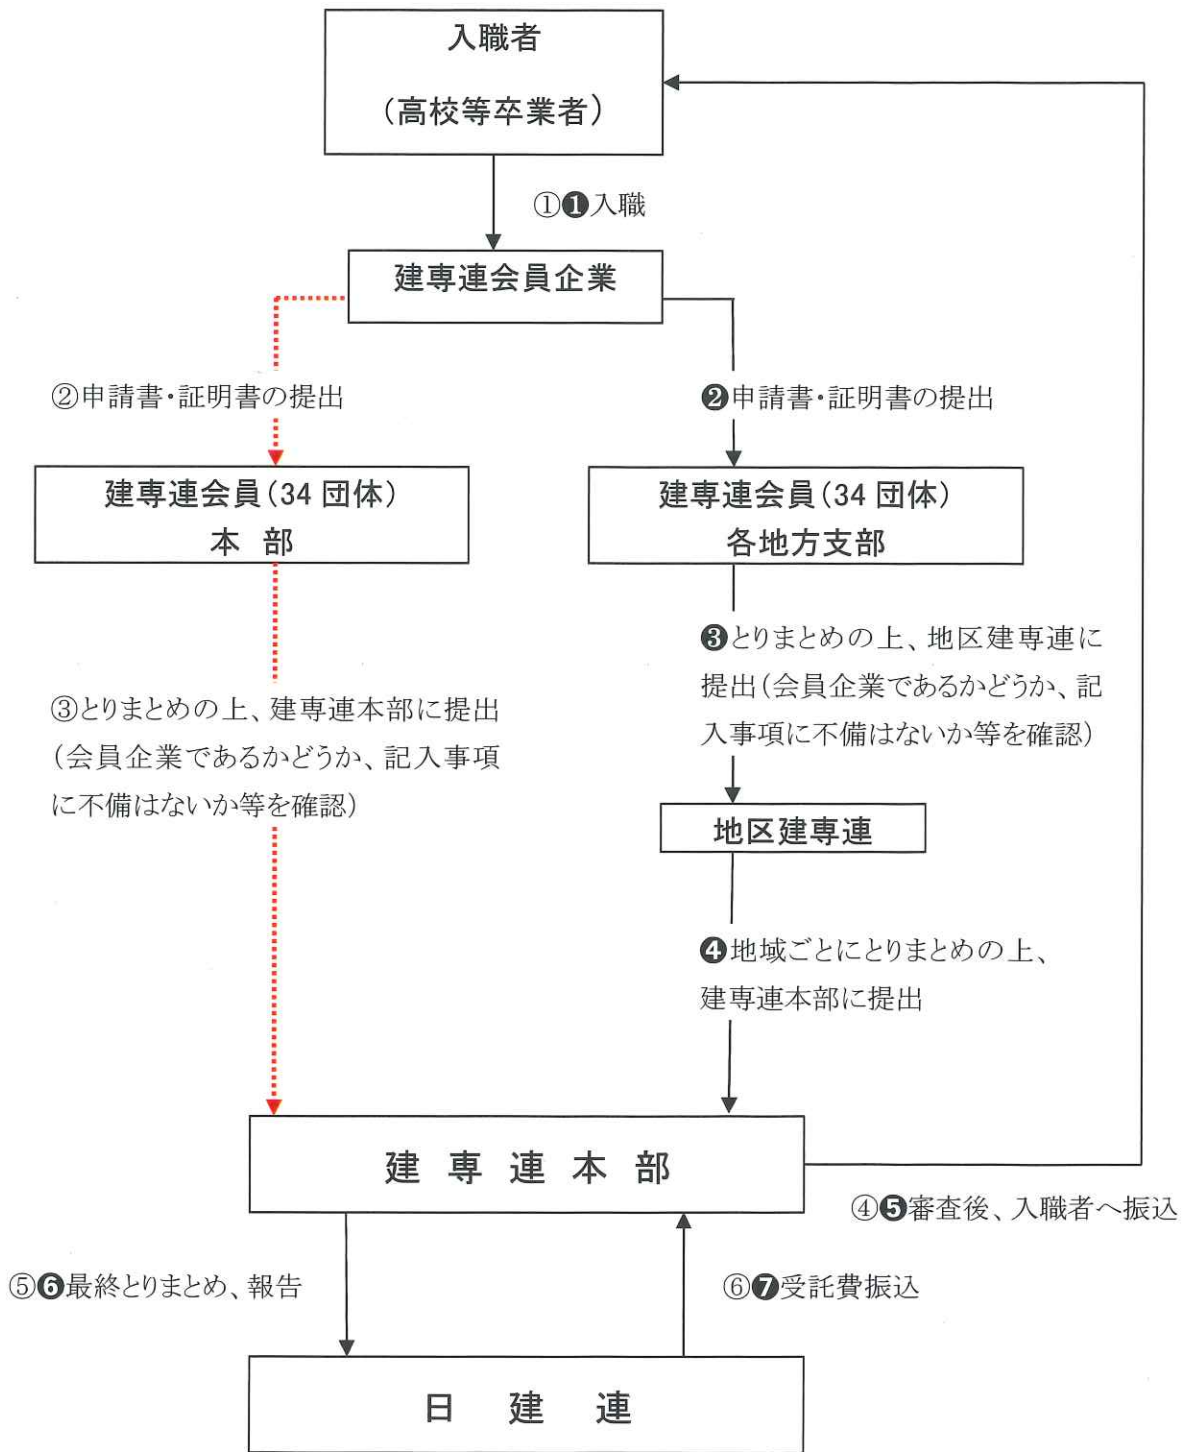 入職者
(高校等卒業者)
①❶入職
建専連会員企業
②申請書・証明書の提出
❷申請書・証明書の提出
建専連会員(34 団体)
本 部
建専連会員(34 団体)
各地方支部
❸とりまとめの上、地区建専連に
提出(会員企業であるかどうか、記
入事項に不備はないか等を確認)
③とりまとめの上、建専連本部に提出
(会員企業であるかどうか、記入事項
に不備はないか等を確認)
地区建専連
❹地域ごとにとりまとめの上、
建専連本部に提出
建 専 連 本 部
④❺審査後、入職者へ振込
⑤❻最終とりまとめ、報告
⑥❼受託費振込
日 建 連